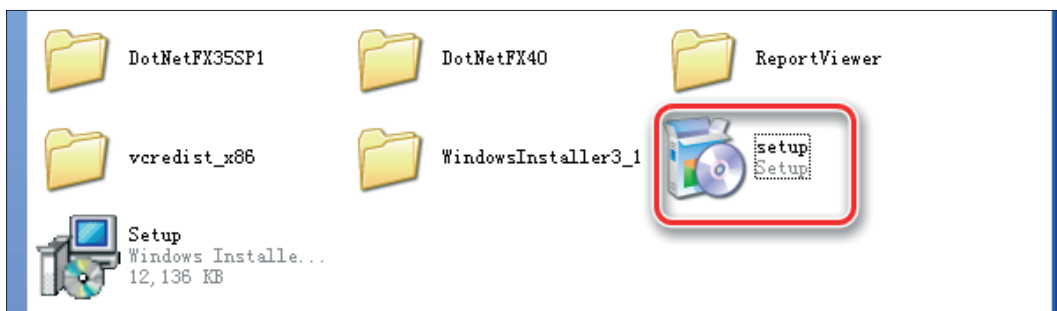 DotNetFX35SP1
DotNetFX40
ReportViewer
vcredist_x86
WindowsInstaller3_1
setup
Setup
Setup
Windows Installe...
12,136 KB